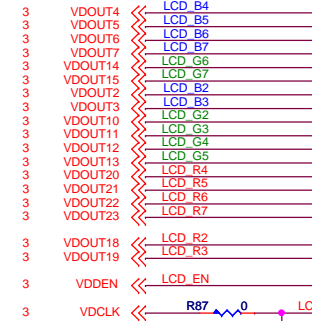 3 VDOUT4 LCD_B4
3 VDOUT5 LCD_B5
3 VDOUT6 LCD_B6
3 VDOUT7 LCD_B7
3 VDOUT14 LCD_G6
3 VDOUT15 LCD_G7
3 VDOUT2 LCD_B2
3 VDOUT3 LCD_B3
3 VDOUT10 LCD_G2
3 VDOUT11 LCD_G3
3 VDOUT12 LCD_G4
3 VDOUT13 LCD_G5
3 VDOUT20 LCD_R4
3 VDOUT21 LCD_R5
3 VDOUT22 LCD_R6
3 VDOUT23 LCD_R7
3 VDOUT18 LCD_R2
3 VDOUT19 LCD_R3
3 VDDEN LCD_EN
3 VDCLK R87 0 LC